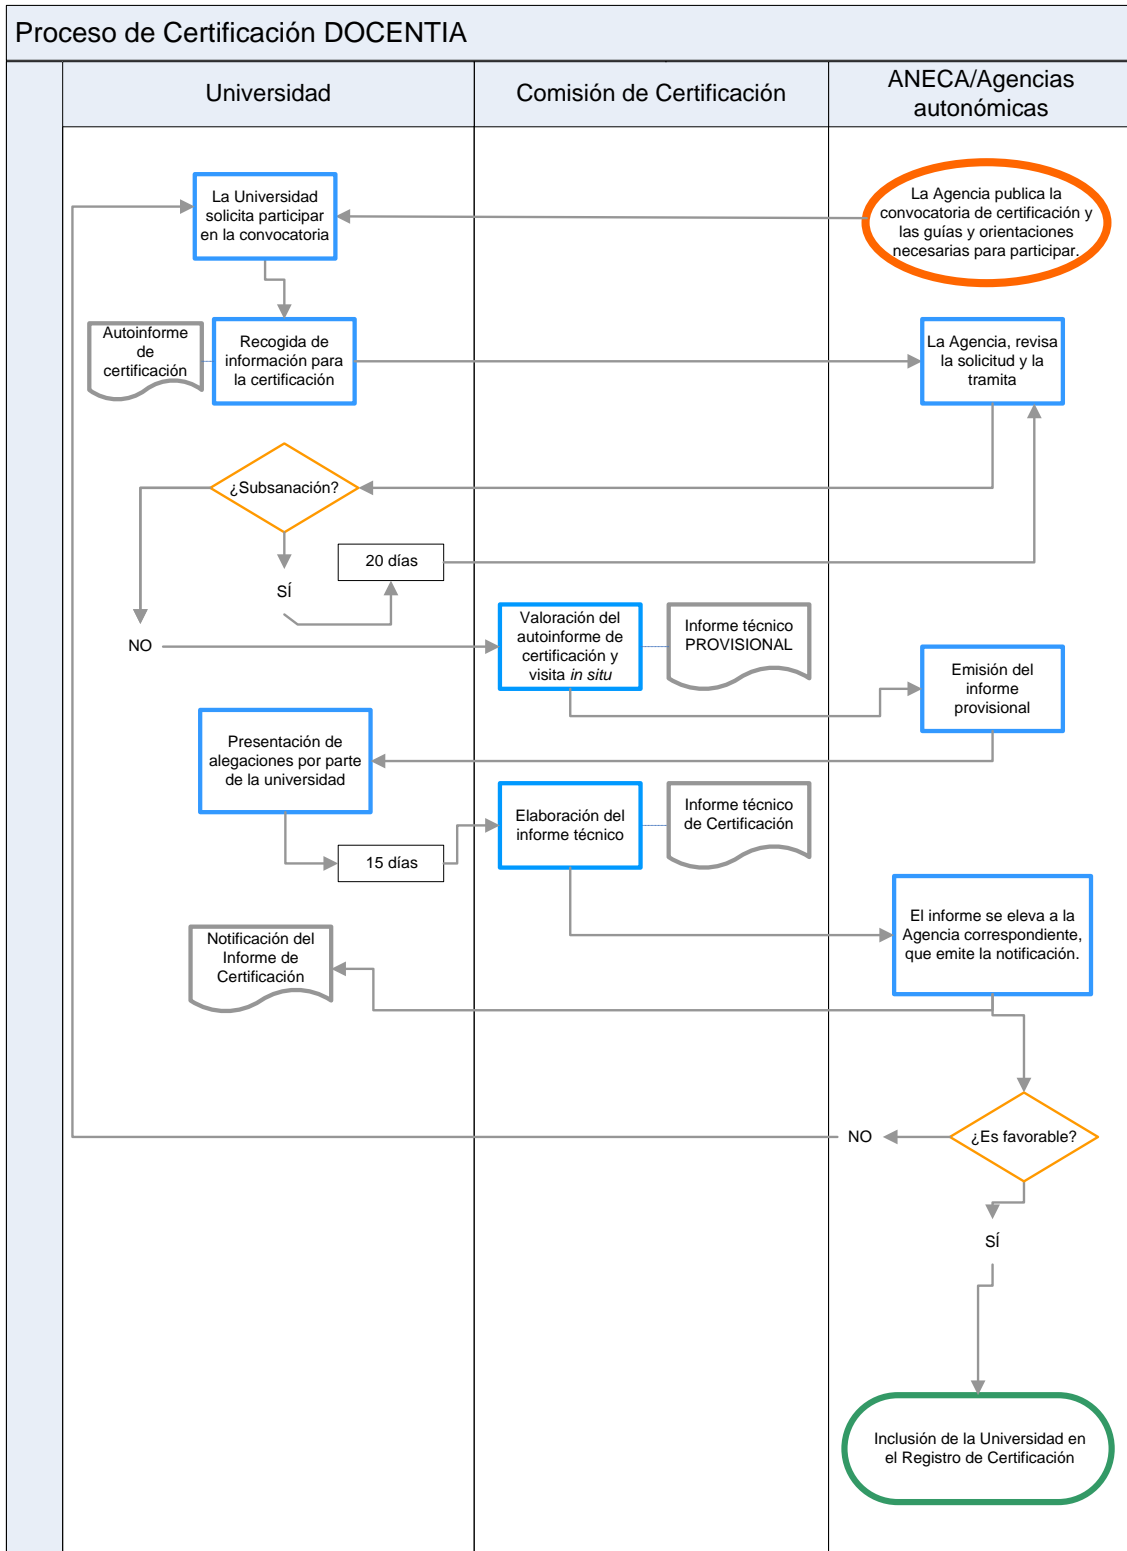 Proceso de Certificación DOCENTIA
Universidad
Comisión de Certificación
ANECA/Agencias
autonómicas
La Universidad
solicita participar
en la convocatoria
La Agencia publica la
convocatoria de certificación y
las guías y orientaciones
necesarias para participar.
Autoinforme
de
certificación
Recogida de
información para
la certificación
La Agencia, revisa
la solicitud y la
tramita
¿Subsanación?
20 días
SÍ
NO
Valoración del
autoinforme de
certificación y
visita in situ
Informe técnico
PROVISIONAL
Emisión del
informe
provisional
Presentación de
alegaciones por parte
de la universidad
Elaboración del
informe técnico
Informe técnico
de Certificación
15 días
El informe se eleva a la
Agencia correspondiente,
que emite la notificación.
Notificación del
Informe de
Certificación
¿Es favorable?
NO
SÍ
Inclusión de la Universidad en
el Registro de Certificación